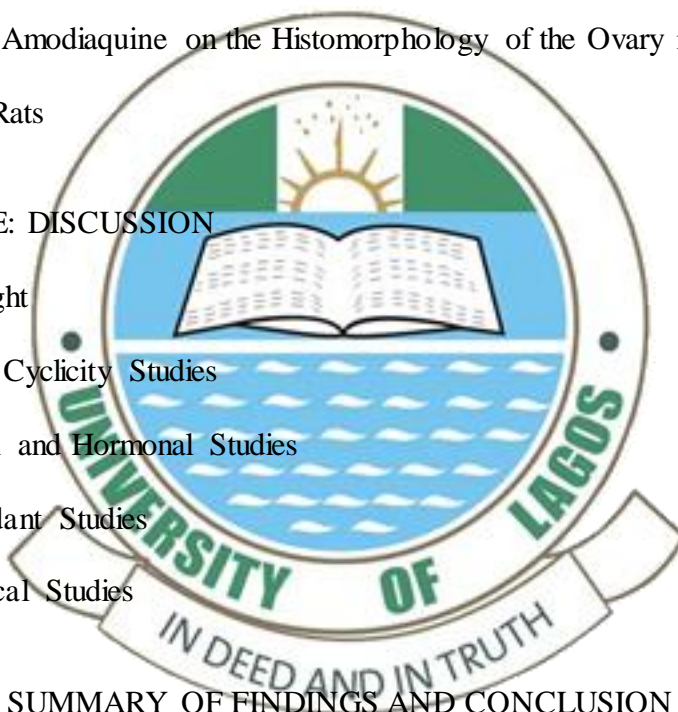 Amodiaquine on the Histomorphology of the Ovary
Rats
E: DISCUSSION
ght
Cyclicity Studies
and Hormonal Studies
dant Studies
cal Studies
UNIVERSITY OF LAGOS
IN DEED AND IN TRUTH
SUMMARY OF FINDINGS AND CONCLUSION